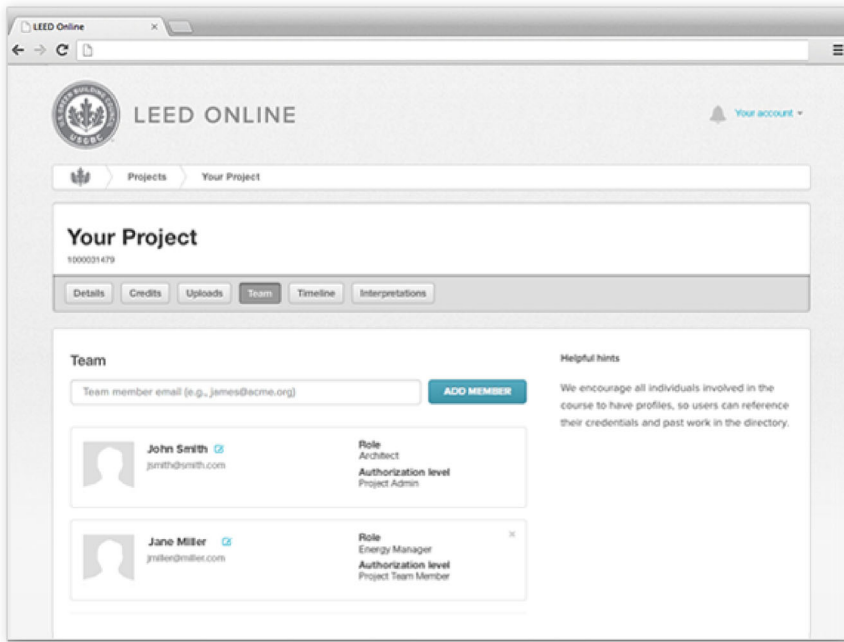 LEED Online
LEED ONLINE
Your account
Projects
Your Project
Your Project
1000031479
Details
Credits
Uploads
Team
Timeline
Interpretations
Team
Team member email (e.g., james@acme.org)
ADD MEMBER
John Smith
jsmith@smith.com
Role
Architect
Authorization level
Project Admin
Jane Miller
jmiller@miller.com
Role
Energy Manager
Authorization level
Project Team Member
Helpful hints
We encourage all individuals involved in the
course to have profiles, so users can reference
their credentials and past work in the directory.